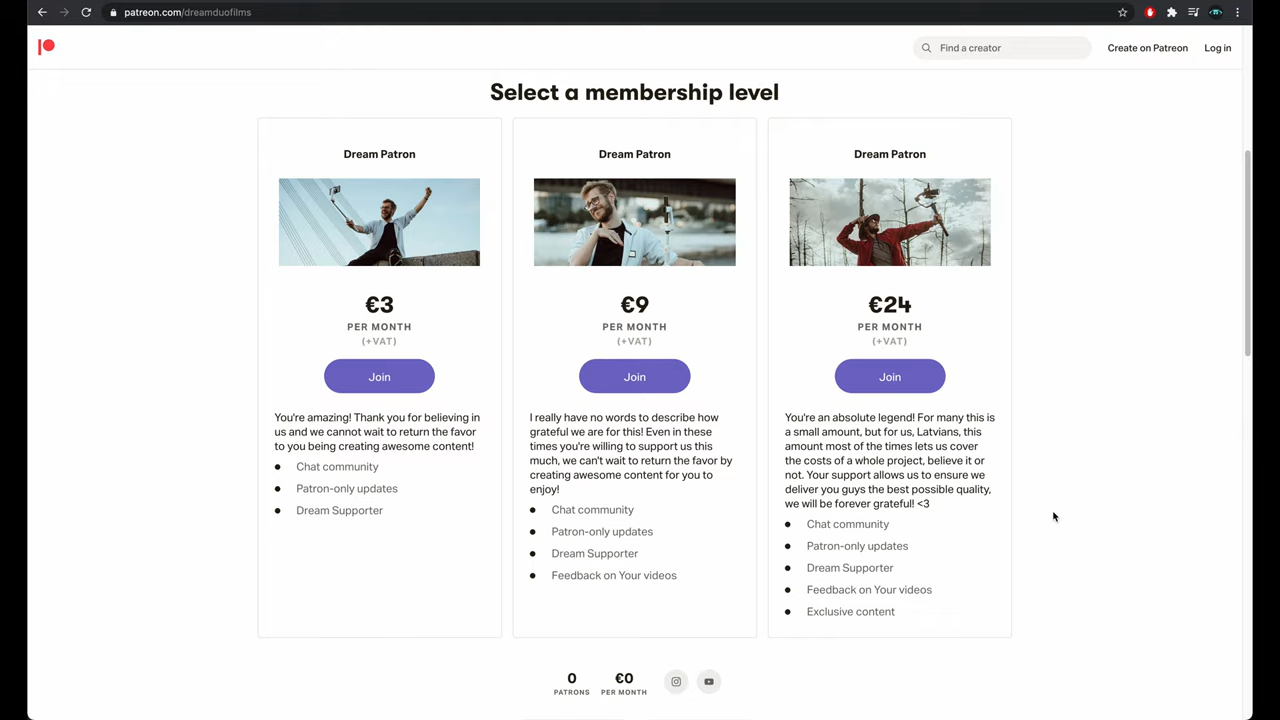 patreon.com/dreamduofilms
Find a creator
Create on Patreon
Log in
Select a membership level
Dream Patron
€3
PER MONTH
(+VAT)
Join
You're amazing! Thank you for believing in
us and we cannot wait to return the favor
to you being creating awesome content!
Chat community
Patron-only updates
Dream Supporter
Dream Patron
€9
PER MONTH
(+VAT)
Join
I really have no words to describe how
grateful we are for this! Even in these
times you're willing to support us this
much, we can't wait to return the favor by
creating awesome content for you to
enjoy!
Chat community
Patron-only updates
Dream Supporter
Feedback on Your videos
Dream Patron
€24
PER MONTH
(+VAT)
Join
You're an absolute legend! For many this is
a small amount, but for us, Latvians, this
amount most of the times lets us cover
the costs of a whole project, believe it or
not. Your support allows us to ensure we
deliver you guys the best possible quality,
we will be forever grateful! <3
Chat community
Patron-only updates
Dream Supporter
Feedback on Your videos
Exclusive content
0
PATRONS
€0
PER MONTH